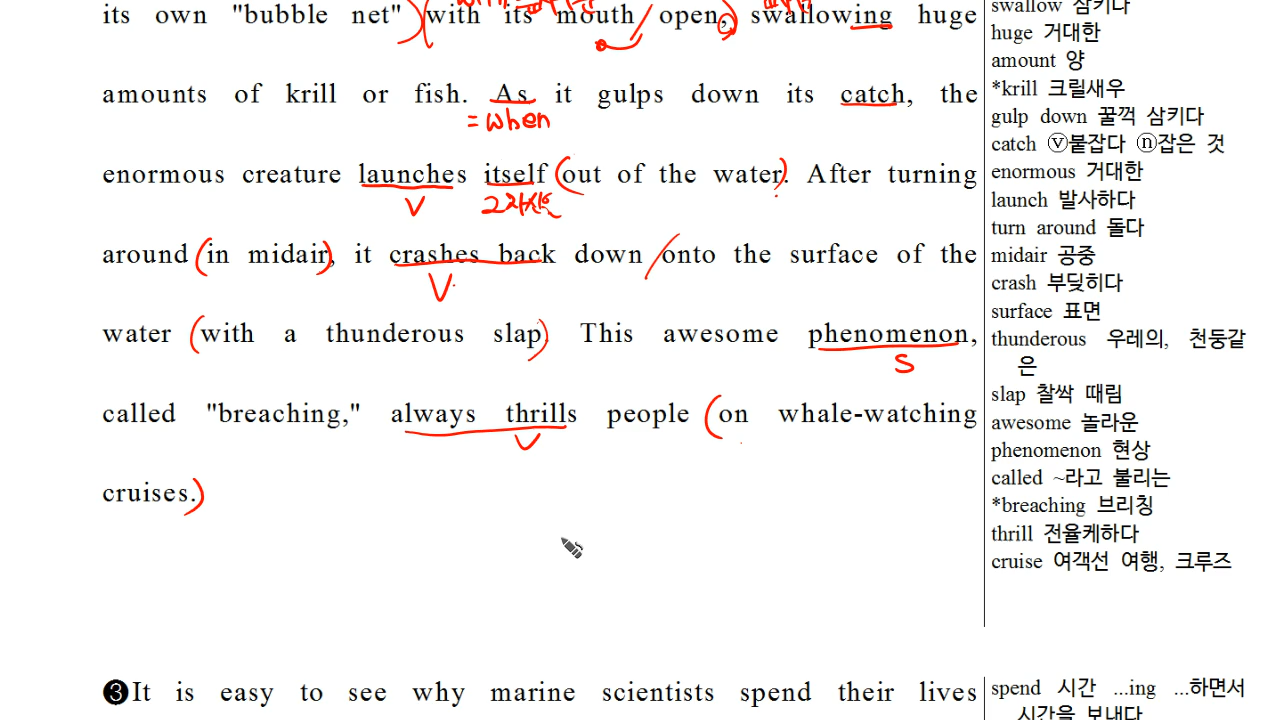 its own "bubble net" with its mouth open, swallowing huge
amounts of krill or fish. As it gulps down its catch, the
= when
enormous creature launches itself out of the water. After turning
V
around in midair, it crashes back down onto the surface of the
V
water with a thunderous slap. This awesome phenomenon,
S
called "breaching," always thrills people on whale-watching
V
cruises.
❸It is easy to see why marine scientists spend their lives
swallow 삼키다
huge 거대한
amount 양
*krill 크릴새우
gulp down 꿀꺽 삼키다
catch ⓥ붙잡다 ⓝ잡은 것
enormous 거대한
launch 발사하다
turn around 돌다
midair 공중
crash 부딪히다
surface 표면
thunderous 우레의, 천둥같
은
slap 찰싹 때림
awesome 놀라운
phenomenon 현상
called ~라고 불리는
*breaching 브리칭
thrill 전율케하다
cruise 여객선 여행, 크루즈
spend 시간 ...ing ...하면서
시간을 보내다